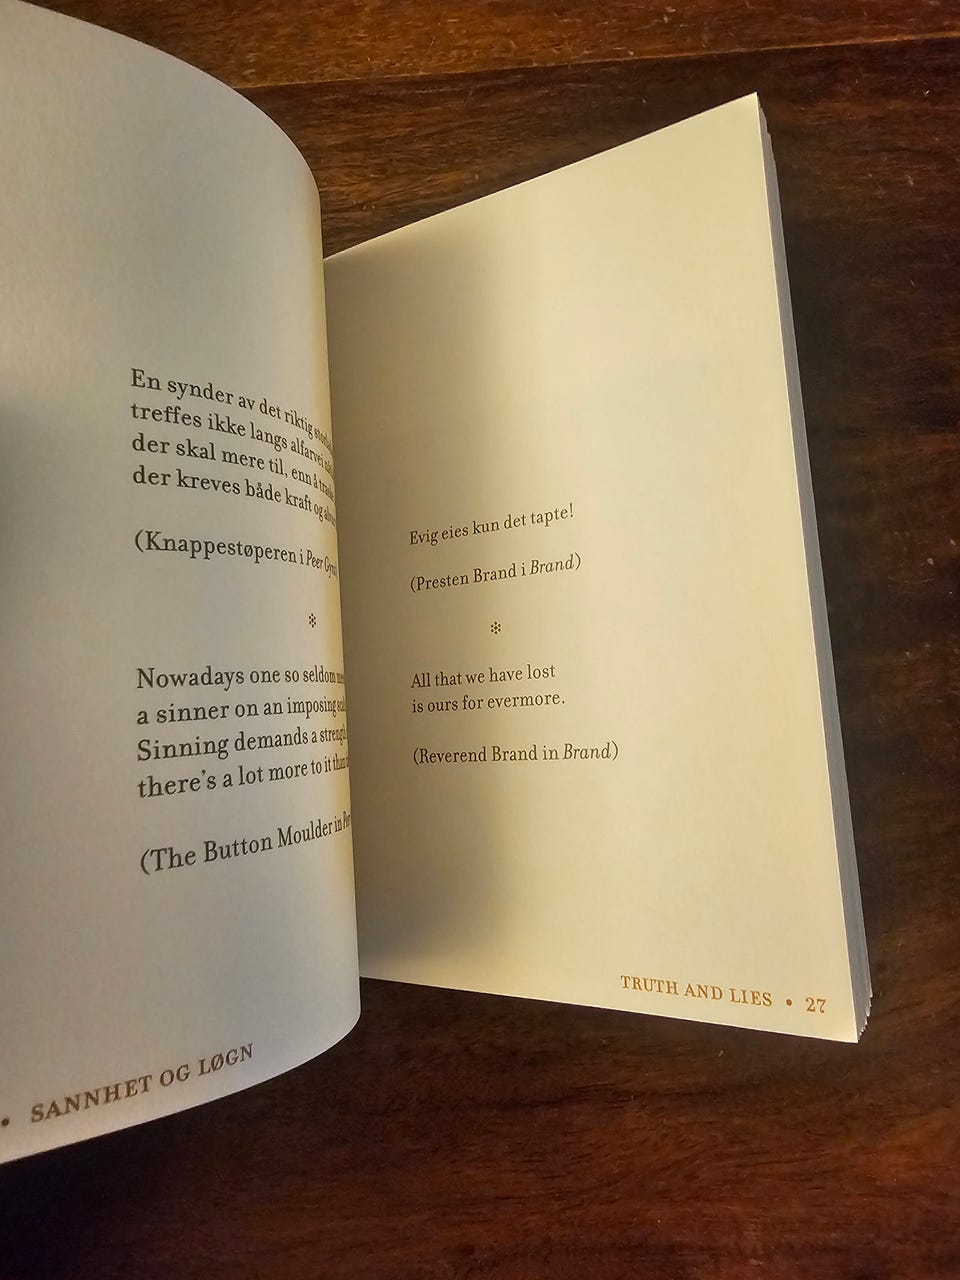 En synder av det riktig
treffes ikke langs alfarvei
der skal mere til, enn å
der kreves både kraft og
(Knappestøperen i Peer
Nowadays one so seldom
a sinner on an imposing
Sinning demands a strength
there's a lot more to it than
(The Button Moulder in
• SANNHET OG LØGN
Evig eies kun det tapte!
(Presten Brand i Brand)
All that we have lost
is ours for evermore.
(Reverend Brand in Brand)
TRUTH AND LIES • 27